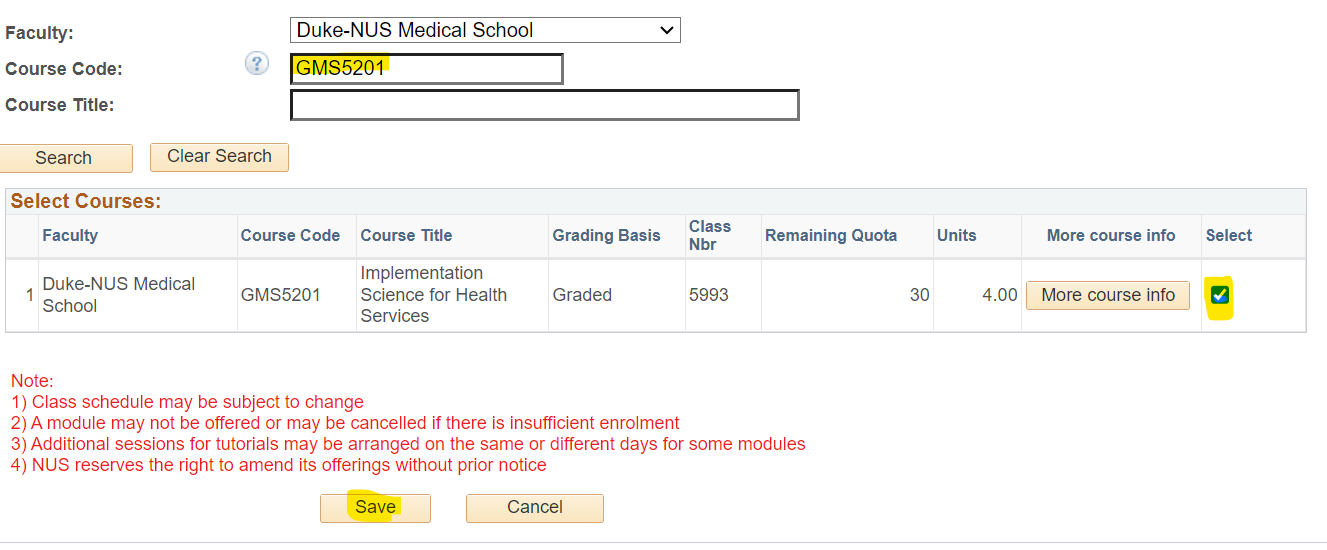 Faculty: Duke-NUS Medical School
Course Code: ? GMS5201
Course Title:
Search Clear Search
Select Courses:
Faculty Course Code Course Title Grading Basis Class Nbr Remaining Quota Units More course info Select
1 Duke-NUS Medical School GMS5201 Implementation Science for Health Services Graded 5993 30 4.00 More course info
Note:
1) Class schedule may be subject to change
2) A module may not be offered or may be cancelled if there is insufficient enrolment
3) Additional sessions for tutorials may be arranged on the same or different days for some modules
4) NUS reserves the right to amend its offerings without prior notice
Save Cancel